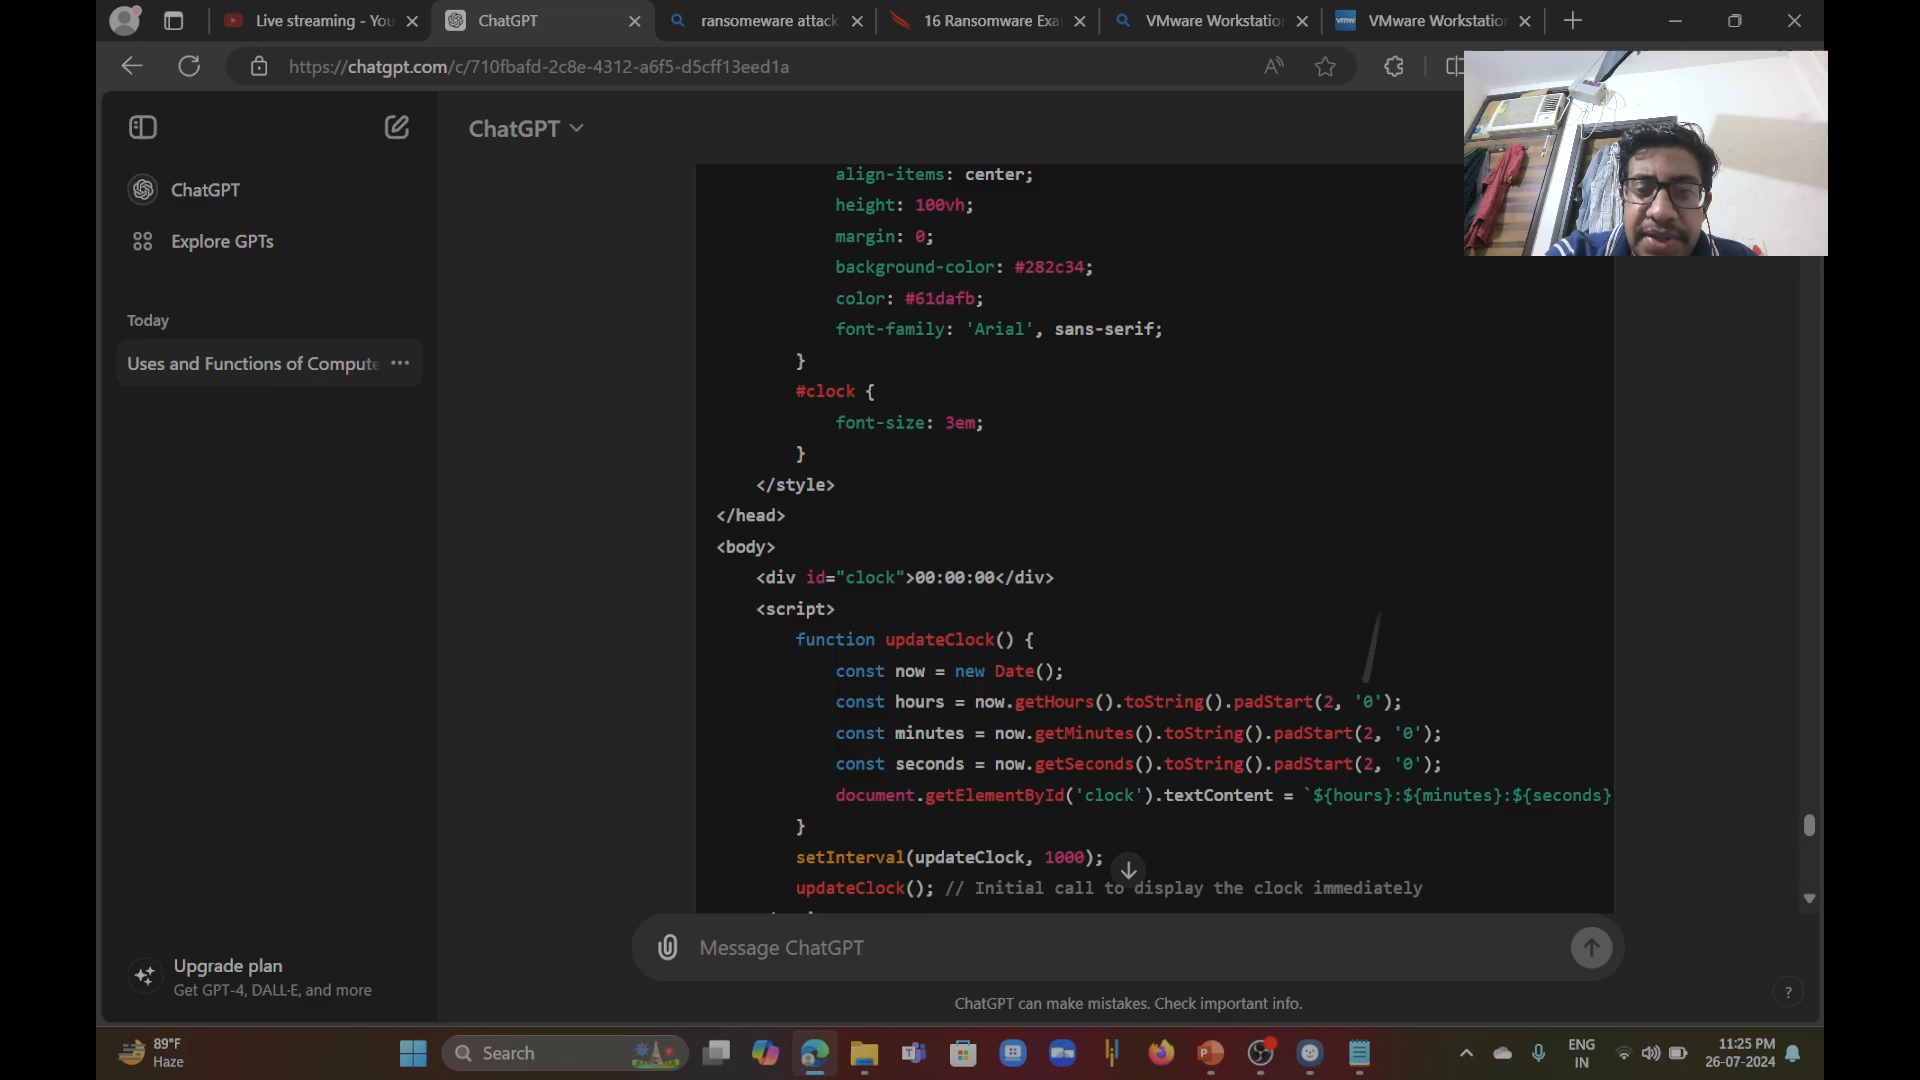 Live streaming - You
ChatGPT
ransomeware attack
16 Ransomware Exa
VMware Workstation
vmw
VMware Workstation
https://chatgpt.com/c/710fbafd-2c8e-4312-a6f5-d5cff13eed1a
ChatGPT
ChatGPT
Explore GPTs
Today
Uses and Functions of Compute
align-items: center;
height: 100vh;
margin: 0;
background-color: #282c34;
color: #61dafb;
font-family: 'Arial', sans-serif;
}
#clock {
font-size: 3em;
}
</style>
</head>
<body>
<div id="clock">00:00:00</div>
<script>
function updateClock() {
const now = new Date();
const hours = now.getHours().toString().padStart(2, '0');
const minutes = now.getMinutes().toString().padStart(2, '0');
const seconds = now.getSeconds().toString().padStart(2, '0');
document.getElementById('clock').textContent = `${hours}:${minutes}:${seconds}
}
setInterval(updateClock, 1000);
updateClock(); // Initial call to display the clock immediately
Upgrade plan
Get GPT-4, DALL·E, and more
Message ChatGPT
ChatGPT can make mistakes. Check important info.
?
89°F
Haze
Search
ENG
IN
11:25 PM
26-07-2024